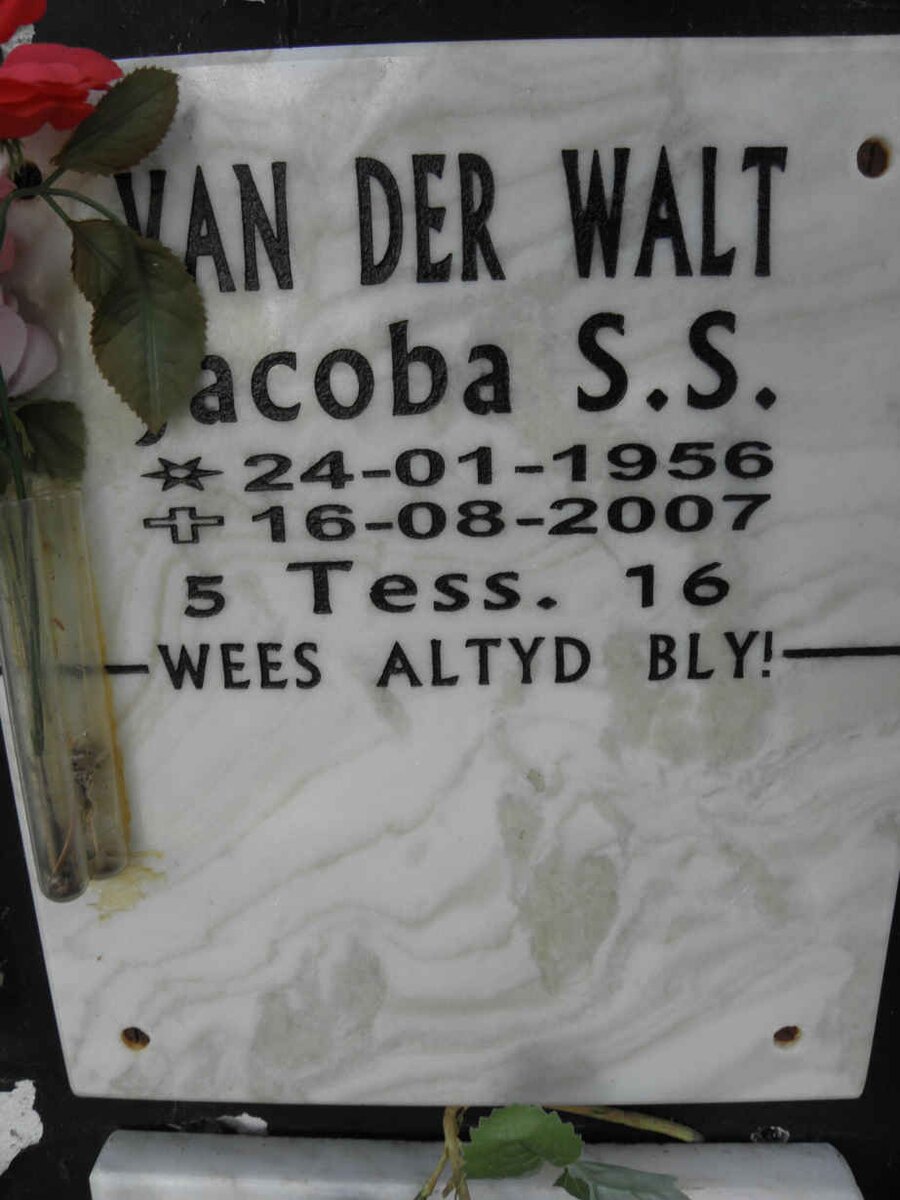 VAN DER WALT
Jacoba S.S.
24-01-1956
16-08-2007
5 Tess. 16
WEES ALTYD BLY!